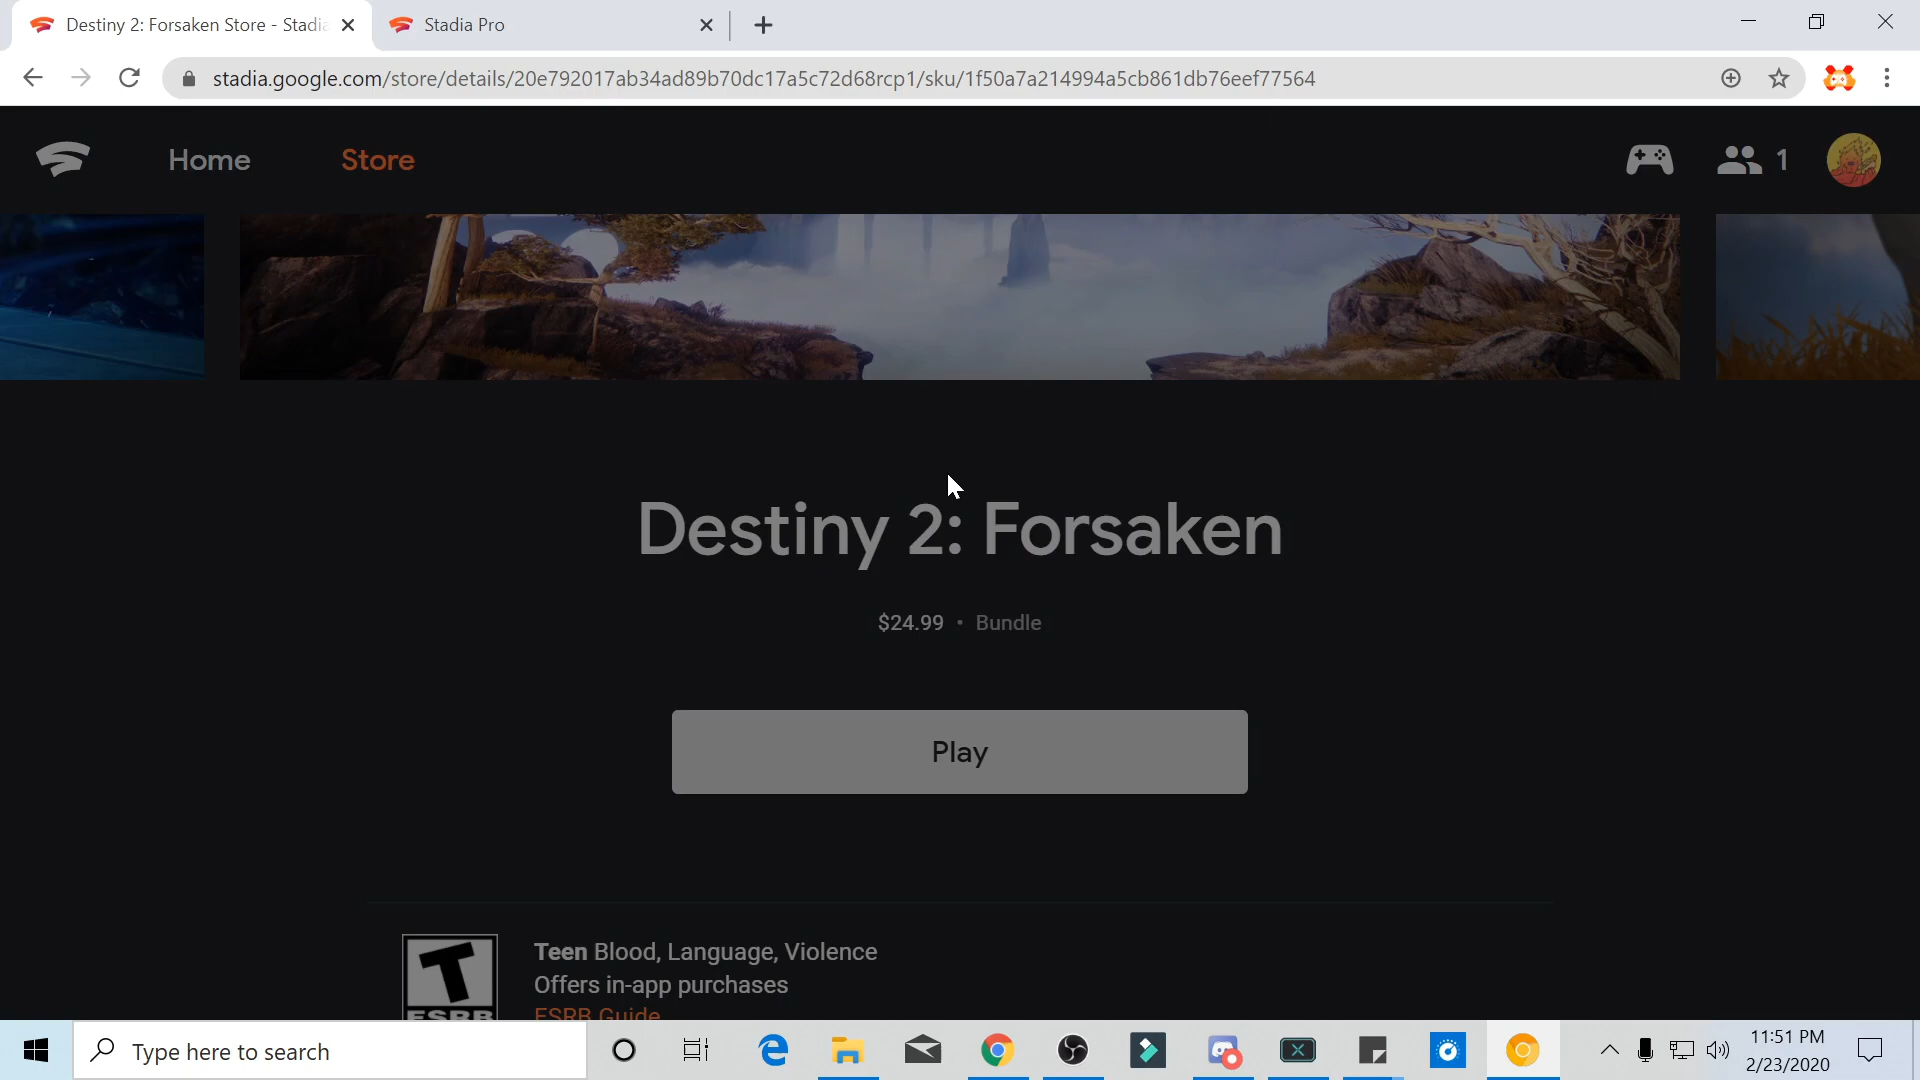 Destiny 2: Forsaken Store - Stadia
Stadia Pro
stadia.google.com/store/details/20e792017ab34ad89b70dc17a5c72d68rcp1/sku/1f50a7a214994a5cb861db76eef77564
Home
Store
1
Destiny 2: Forsaken
$24.99 • Bundle
Play
T
ESRB
Teen Blood, Language, Violence
Offers in-app purchases
ESRB Guide
Type here to search
11:51 PM
2/23/2020